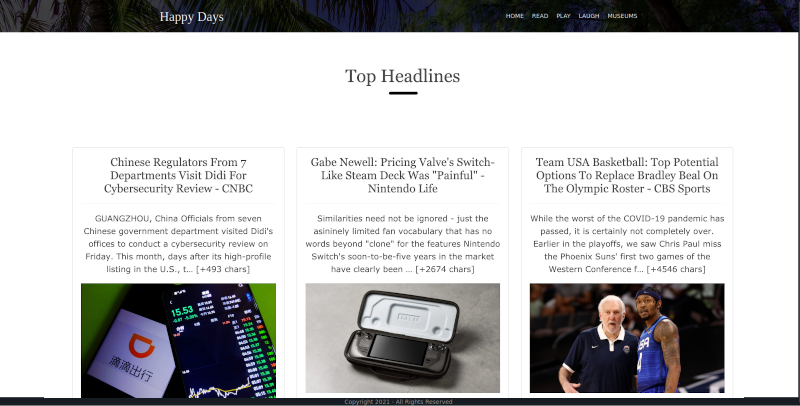 Happy Days
HOME READ PLAY LAUGH MUSEUMS
Top Headlines
Chinese Regulators From 7
Departments Visit Didi For
Cybersecurity Review - CNBC
GUANGZHOU, China Officials from seven
Chinese government department visited Didi's
offices to conduct a cybersecurity review on
Friday. This month, days after its high-profile
listing in the U.S., t... [+493 chars]
15.53
滴滴出行
Gabe Newell: Pricing Valve's Switch-
Like Steam Deck Was "Painful" -
Nintendo Life
Similarities need not be ignored - just the
asininely limited fan vocabulary that has no
words beyond "clone" for the features Nintendo
Switch's soon-to-be-five years in the market
have clearly been ... [+2674 chars]
Team USA Basketball: Top Potential
Options To Replace Bradley Beal On
The Olympic Roster - CBS Sports
While the worst of the COVID-19 pandemic has
passed, it is certainly not completely over.
Earlier in the playoffs, we saw Chris Paul miss
the Phoenix Suns' first two games of the
Western Conference f... [+4546 chars]
Copyright 2021 - All Rights Reserved